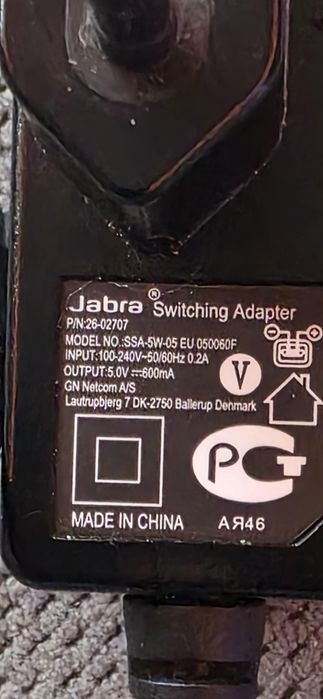 Jabra® Switching Adapter
P/N:26-02707
MODEL NO.:SSA-5W-05 EU 050060F
INPUT:100-240V~50/60Hz 0.2A
OUTPUT:5.0V ⎓600mA
GN Netcom A/S
Lautrupbjerg 7 DK-2750 Ballerup Denmark
V
РСТ
MADE IN CHINA
АЯ46